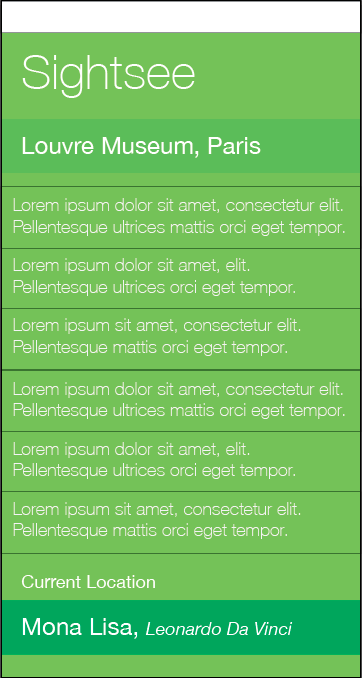 Sightsee
Louvre Museum, Paris
Lorem ipsum dolor sit amet, consectetur elit.
Pellentesque ultrices mattis orci eget tempor.
Lorem ipsum dolor sit amet, elit.
Pellentesque ultrices orci eget tempor.
Lorem ipsum sit amet, consectetur elit.
Pellentesque mattis orci eget tempor.
Lorem ipsum dolor sit amet, consectetur elit.
Pellentesque ultrices mattis orci eget tempor.
Lorem ipsum dolor sit amet, elit.
Pellentesque ultrices orci eget tempor.
Lorem ipsum sit amet, consectetur elit.
Pellentesque mattis orci eget tempor.
Current Location
Mona Lisa, Leonardo Da Vinci